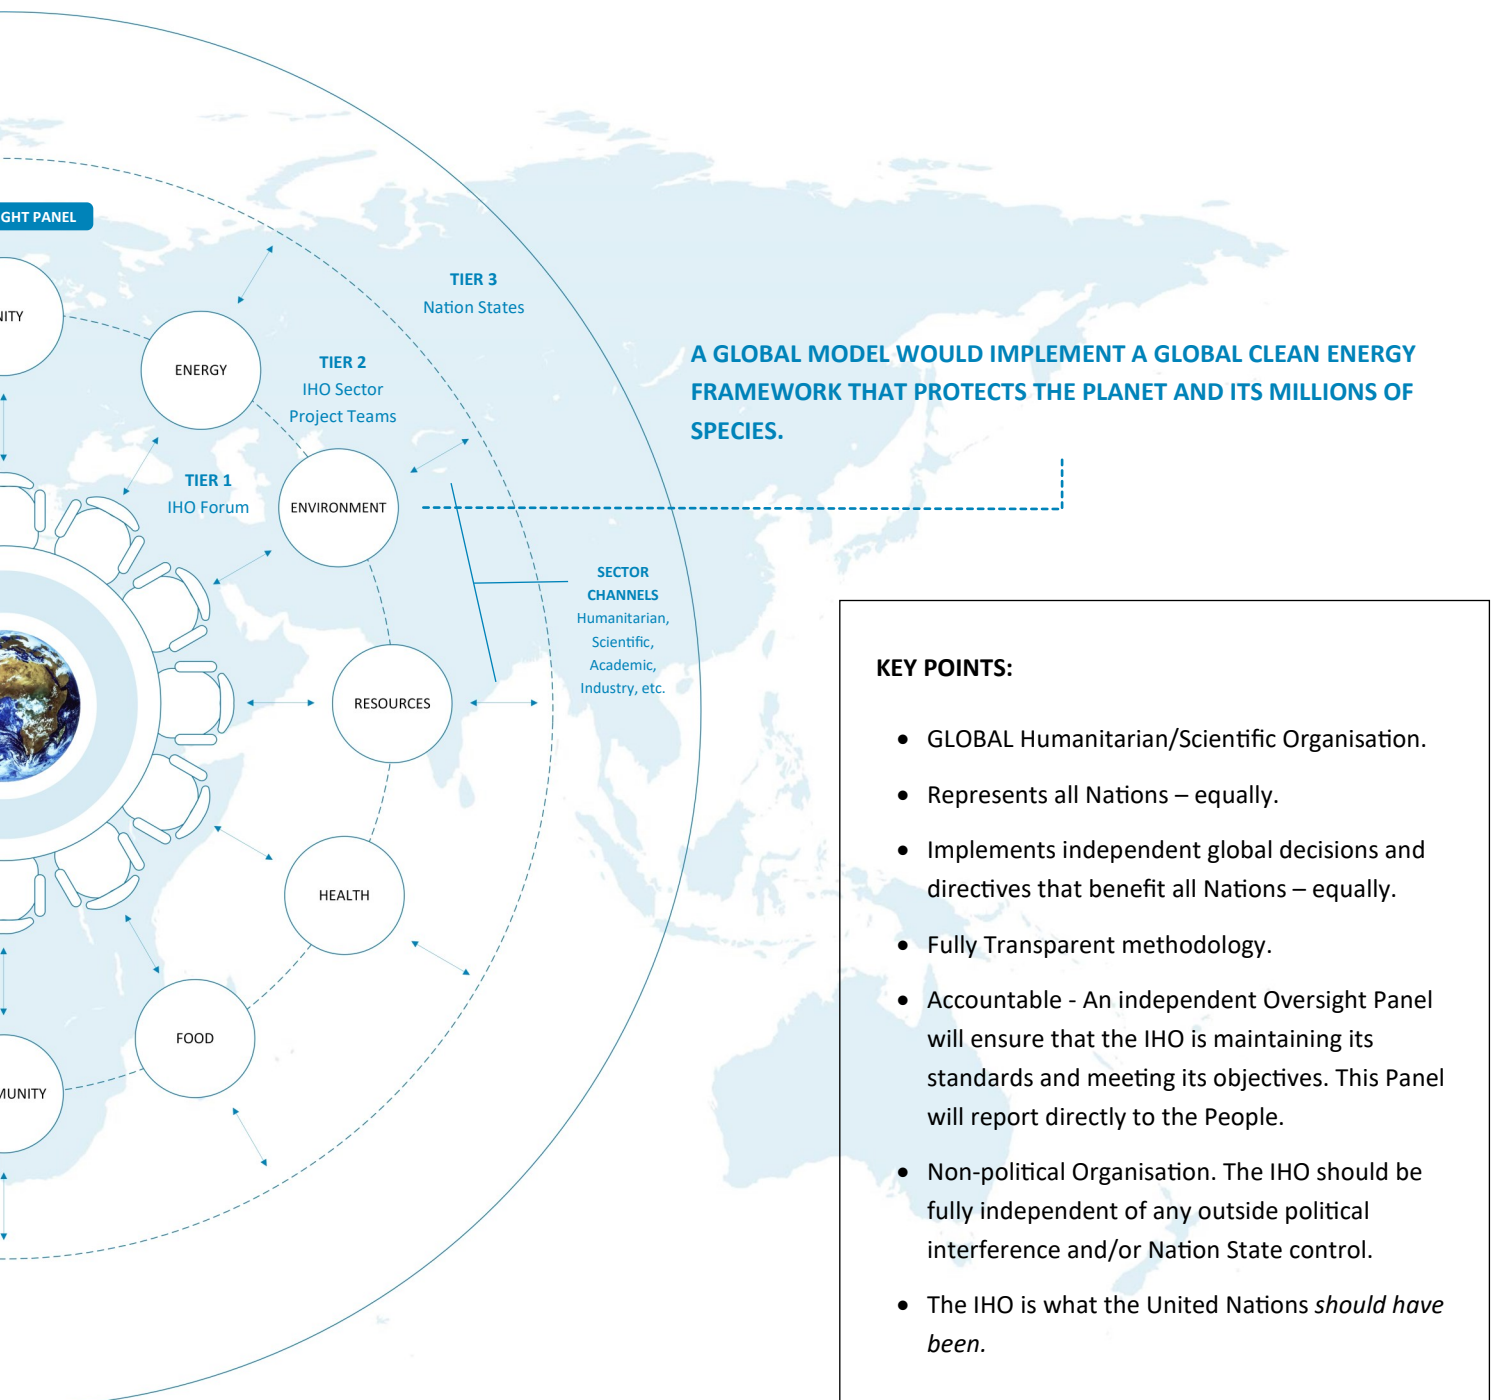 GHT PANEL
NITY
ENERGY
TIER 3
Nation States
TIER 2
IHO Sector
Project Teams
TIER 1
IHO Forum
ENVIRONMENT
A GLOBAL MODEL WOULD IMPLEMENT A GLOBAL CLEAN ENERGY
FRAMEWORK THAT PROTECTS THE PLANET AND ITS MILLIONS OF
SPECIES.
SECTOR
CHANNELS
Humanitarian,
Scientific,
Academic,
Industry, etc.
RESOURCES
HEALTH
FOOD
MUNITY
KEY POINTS:
• GLOBAL Humanitarian/Scientific Organisation.
• Represents all Nations – equally.
• Implements independent global decisions and
directives that benefit all Nations – equally.
• Fully Transparent methodology.
• Accountable - An independent Oversight Panel
will ensure that the IHO is maintaining its
standards and meeting its objectives. This Panel
will report directly to the People.
• Non-political Organisation. The IHO should be
fully independent of any outside political
interference and/or Nation State control.
• The IHO is what the United Nations should have
been.